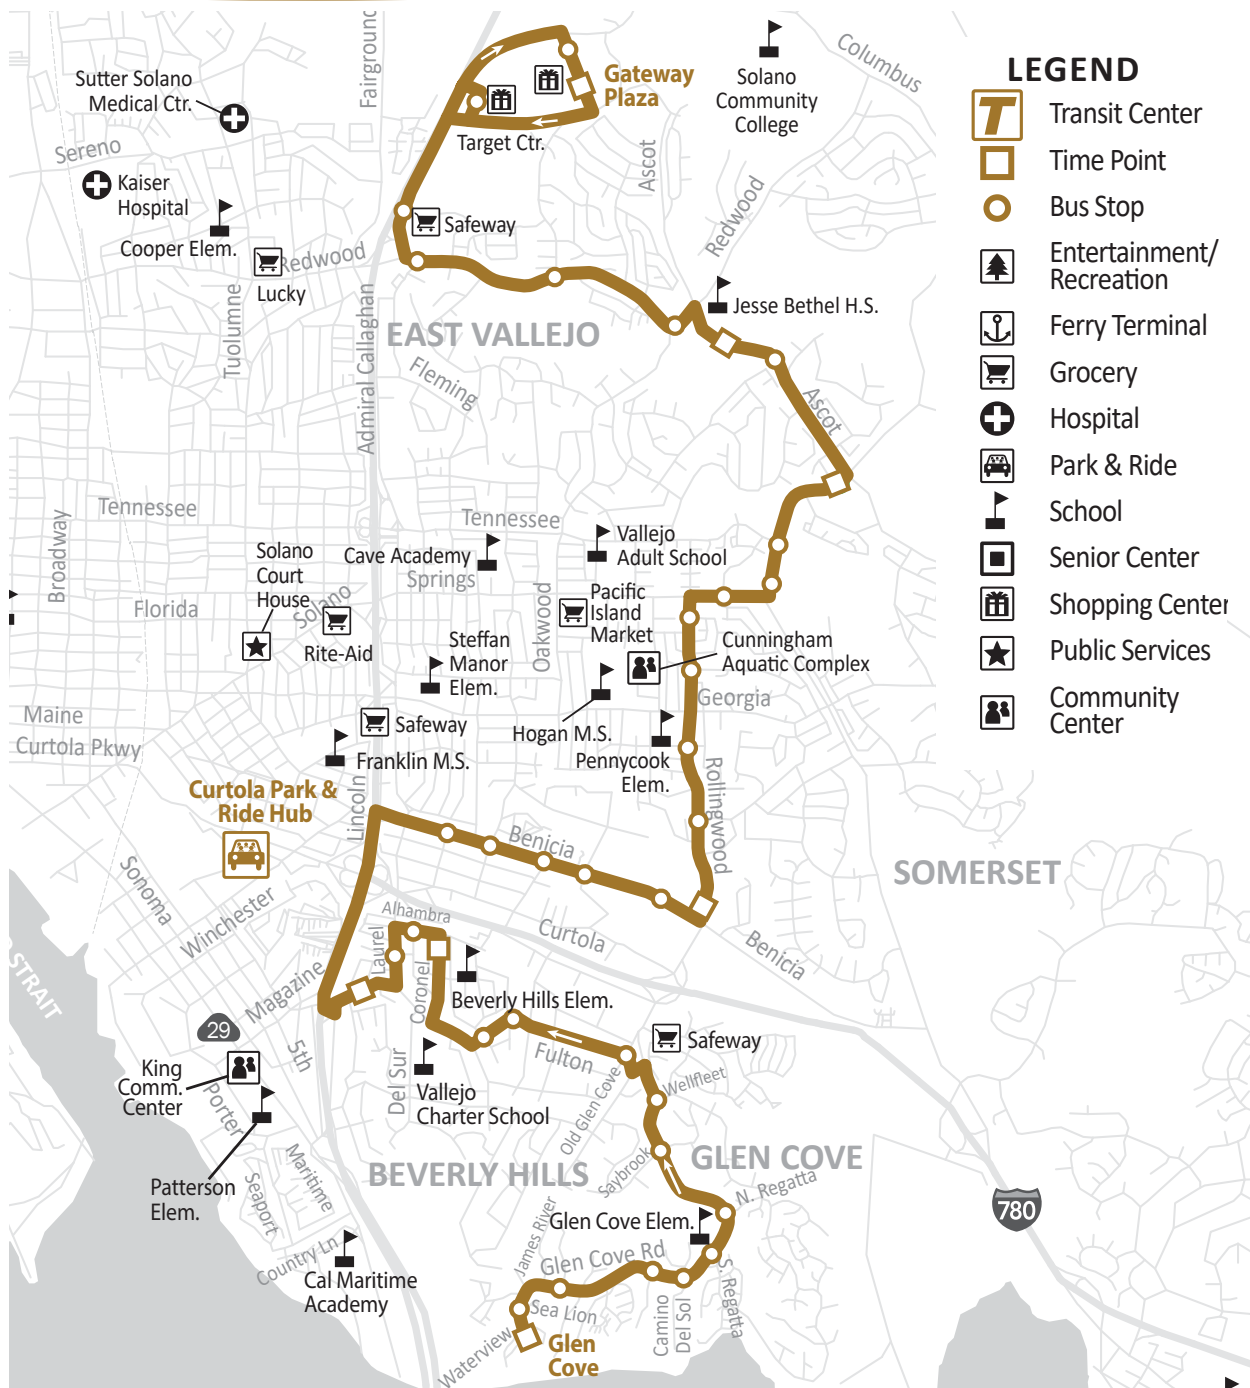 Fairground
Columbus
Sutter Solano
Medical Ctr.
Gateway
Plaza
Solano
Community
College
LEGEND
Transit Center
Time Point
Bus Stop
Entertainment/
Recreation
Ferry Terminal
Grocery
Hospital
Park & Ride
School
Senior Center
Shopping Center
Public Services
Community
Center
T
Target Ctr.
Sereno
Kaiser
Hospital
Cooper Elem.
Ascot
Redwood
Safeway
Redwood
Lucky
Tuolumne
Admiral Callaghan
Jesse Bethel H.S.
EAST VALLEJO
Fleming
Ascot
Tennessee
Tennessee
Broadway
Solano
Court
House
Cave Academy
Springs
Vallejo
Adult School
Florida
Solano
Rite-Aid
Steffan
Manor
Elem.
Oakwood
Pacific
Island
Market
Cunningham
Aquatic Complex
Georgia
Maine
Curtola Pkwy
Safeway
Franklin M.S.
Hogan M.S.
Pennycook
Elem.
Rollingwood
Curtola Park &
Ride Hub
Lincoln
Benicia
SOMERSET
Sonoma
Winchester
Alhambra
Curtola
Benicia
STRAIT
Laurel
Magazine
Coronel
Beverly Hills Elem.
29
5th
Fulton
Safeway
King
Comm.
Center
Porter
Del Sur
Vallejo
Charter School
Old Glen Cove
Wellfleet
Maritime
BEVERLY HILLS
GLEN COVE
Saybrook
N. Regatta
Patterson
Elem.
Seaport
780
Glen Cove Elem.
James River
Glen Cove Rd
S. Regatta
Country Ln
Cal Maritime
Academy
Sea Lion
Camino
Del Sol
Waterview
Glen
Cove